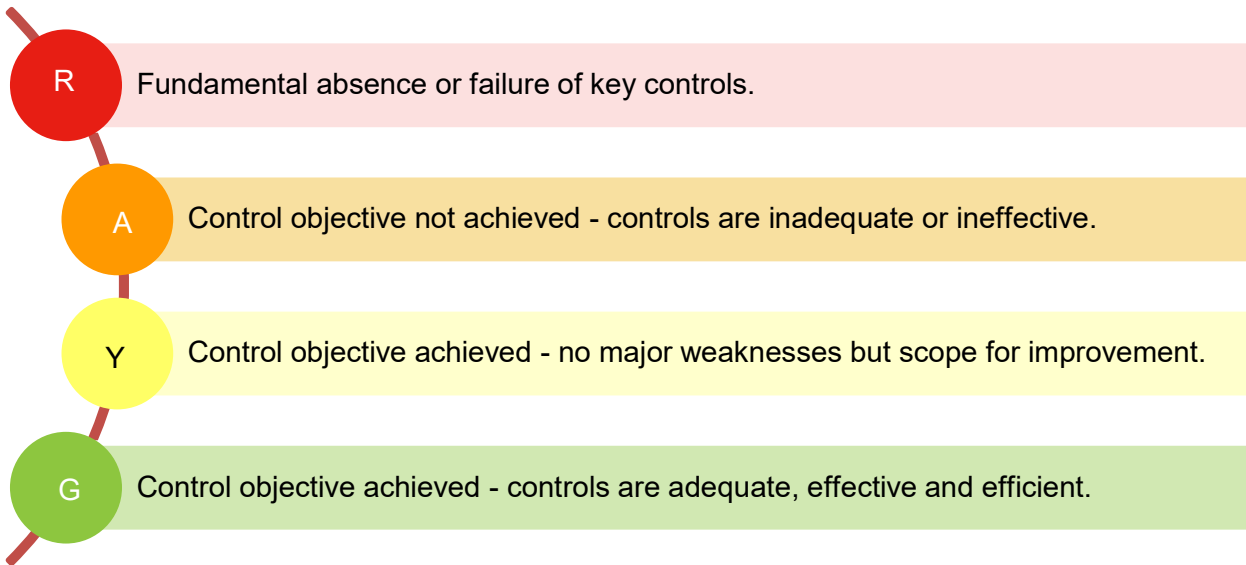 R
Fundamental absence or failure of key controls.
A
Control objective not achieved - controls are inadequate or ineffective.
Y
Control objective achieved - no major weaknesses but scope for improvement.
G
Control objective achieved - controls are adequate, effective and efficient.